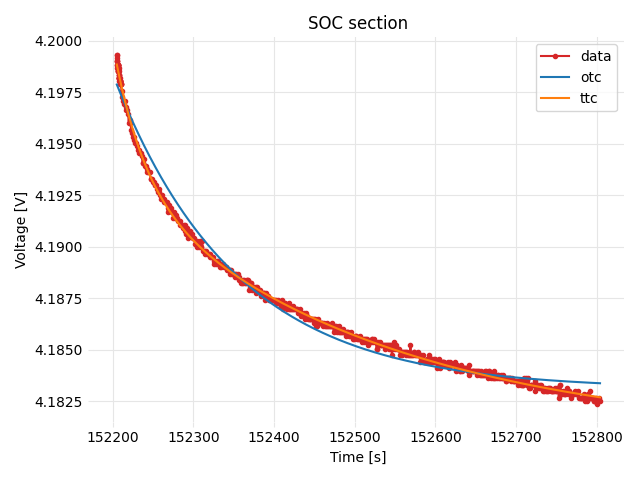 SOC section
4.2000
4.1975
4.1950
4.1925
4.1900
4.1875
4.1850
4.1825
Voltage [V]
data
otc
ttc
152200 152300 152400 152500 152600 152700 152800
Time [s]